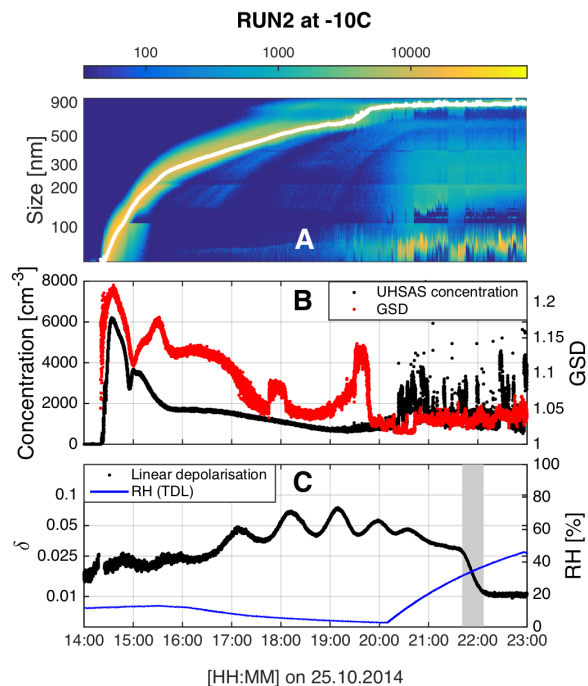 RUN2 at -10C
100 1000 10000
900
500
300
200
100
Size [nm]
A
8000
6000
4000
2000
0
Concentration [cm-3]
B
UHSAS concentration
GSD
1.2
1.15
1.1
1.05
1
GSD
Linear depolarisation
RH (TDL)
C
0.1
0.05
0.025
0.01
δ
100
80
60
40
20
0
RH [%]
14:00 15:00 16:00 17:00 18:00 19:00 20:00 21:00 22:00 23:00
[HH:MM] on 25.10.2014